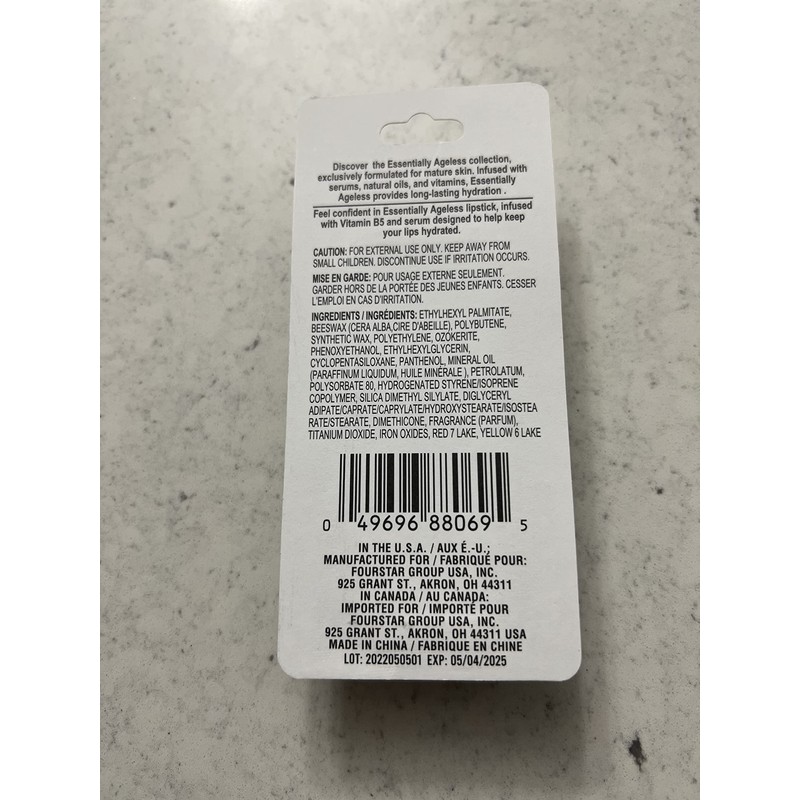 Discover the Essentially Ageless collection,
exclusively formulated for mature skin. Infused with
serums, natural oils, and vitamins, Essentially
Ageless provides long-lasting hydration .
Feel confident in Essentially Ageless lipstick, infused
with Vitamin B5 and serum designed to help keep
your lips hydrated.
CAUTION: FOR EXTERNAL USE ONLY. KEEP AWAY FROM
SMALL CHILDREN. DISCONTINUE USE IF IRRITATION OCCURS.
MISE EN GARDE: POUR USAGE EXTERNE SEULEMENT.
GARDER HORS DE LA PORTÉE DES JEUNES ENFANTS. CESSER
L'EMPLOI EN CAS D'IRRITATION.
INGREDIENTS / INGRÉDIENTS: ETHYLHEXYL PALMITATE,
BEESWAX (CERA ALBA,CIRE D'ABEILLE), POLYBUTENE,
SYNTHETIC WAX, POLYETHYLENE, OZOKERITE,
PHENOXYETHANOL, ETHYLHEXYLGLYCERIN,
CYCLOPENTASILOXANE, PANTHENOL, MINERAL OIL
(PARAFFINUM LIQUIDUM, HUILE MINÉRALE ), PETROLATUM,
POLYSORBATE 80, HYDROGENATED STYRENE/ISOPRENE
COPOLYMER, SILICA DIMETHYL SILYLATE, DIGLYCERYL
ADIPATE/CAPRATE/CAPRYLATE/HYDROXYSTEARATE/ISOSTEA
RATE/STEARATE, DIMETHICONE, FRAGRANCE (PARFUM),
TITANIUM DIOXIDE, IRON OXIDES, RED 7 LAKE, YELLOW 6 LAKE
0 49696 88069 5
IN THE U.S.A. / AUX É.-U.:
MANUFACTURED FOR / FABRIQUÉ POUR:
FOURSTAR GROUP USA, INC.
925 GRANT ST., AKRON, OH 44311
IN CANADA / AU CANADA:
IMPORTED FOR / IMPORTÉ POUR
FOURSTAR GROUP USA, INC.
925 GRANT ST., AKRON, OH 44311 USA
MADE IN CHINA / FABRIQUE EN CHINE
LOT: 2022050501 EXP: 05/04/2025